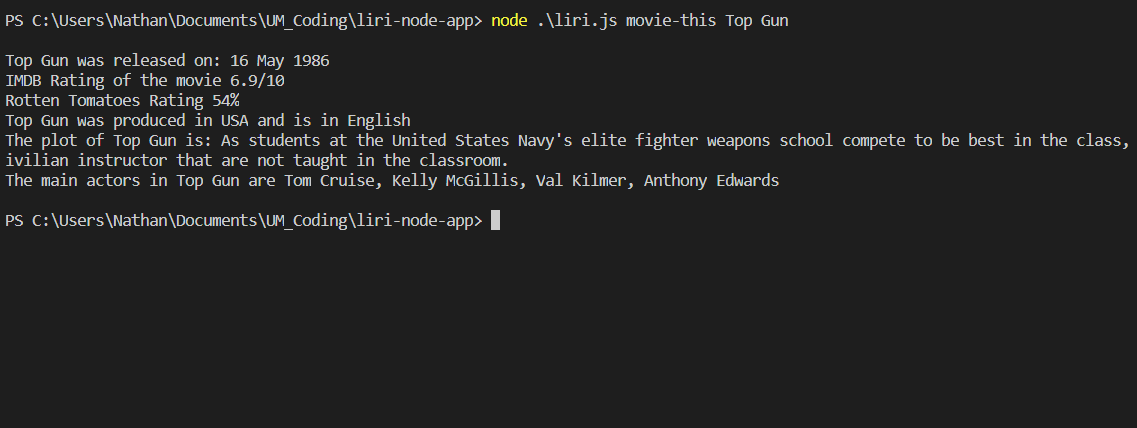 PS C:\Users\Nathan\Documents\UM_Coding\liri-node-app> node .\liri.js movie-this Top Gun
Top Gun was released on: 16 May 1986
IMDB Rating of the movie 6.9/10
Rotten Tomatoes Rating 54%
Top Gun was produced in USA and is in English
The plot of Top Gun is: As students at the United States Navy's elite fighter weapons school compete to be best in the class,
ivilian instructor that are not taught in the classroom.
The main actors in Top Gun are Tom Cruise, Kelly McGillis, Val Kilmer, Anthony Edwards
PS C:\Users\Nathan\Documents\UM_Coding\liri-node-app>